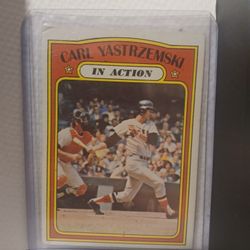 CARL YASTRZEMSKI
IN ACTION